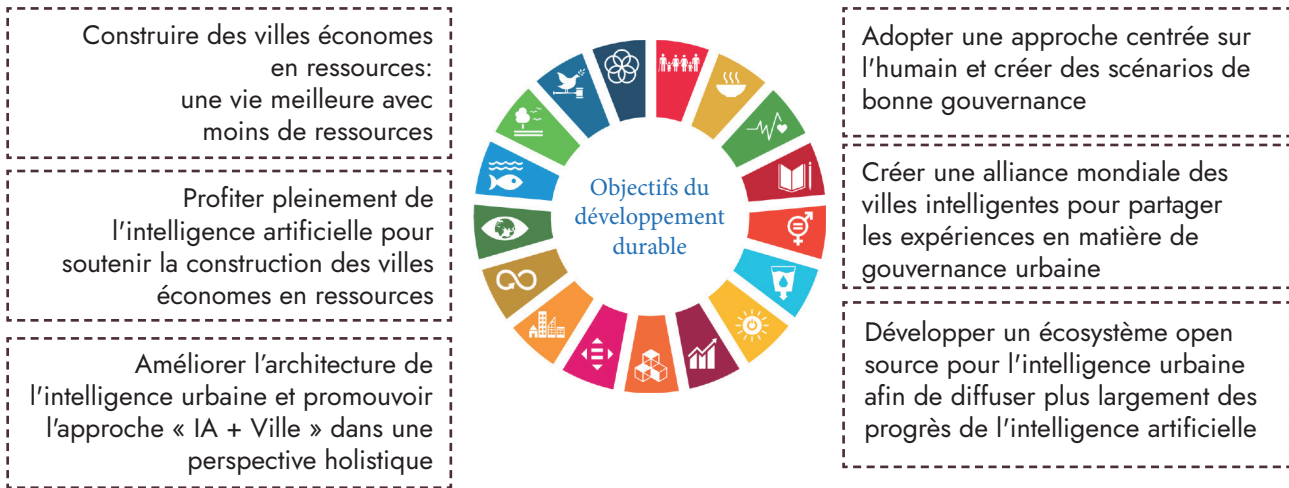 Construire des villes économes
en ressources:
une vie meilleure avec
moins de ressources
Profiter pleinement de
l'intelligence artificielle pour
soutenir la construction des villes
économes en ressources
Améliorer l’architecture de
l'intelligence urbaine et promouvoir
l'approche « IA + Ville » dans une
perspective holistique
Objectifs du
développement
durable
Adopter une approche centrée sur
l'humain et créer des scénarios de
bonne gouvernance
Créer une alliance mondiale des
villes intelligentes pour partager
les expériences en matière de
gouvernance urbaine
Développer un écosystème open
source pour l'intelligence urbaine
afin de diffuser plus largement des
progrès de l'intelligence artificielle